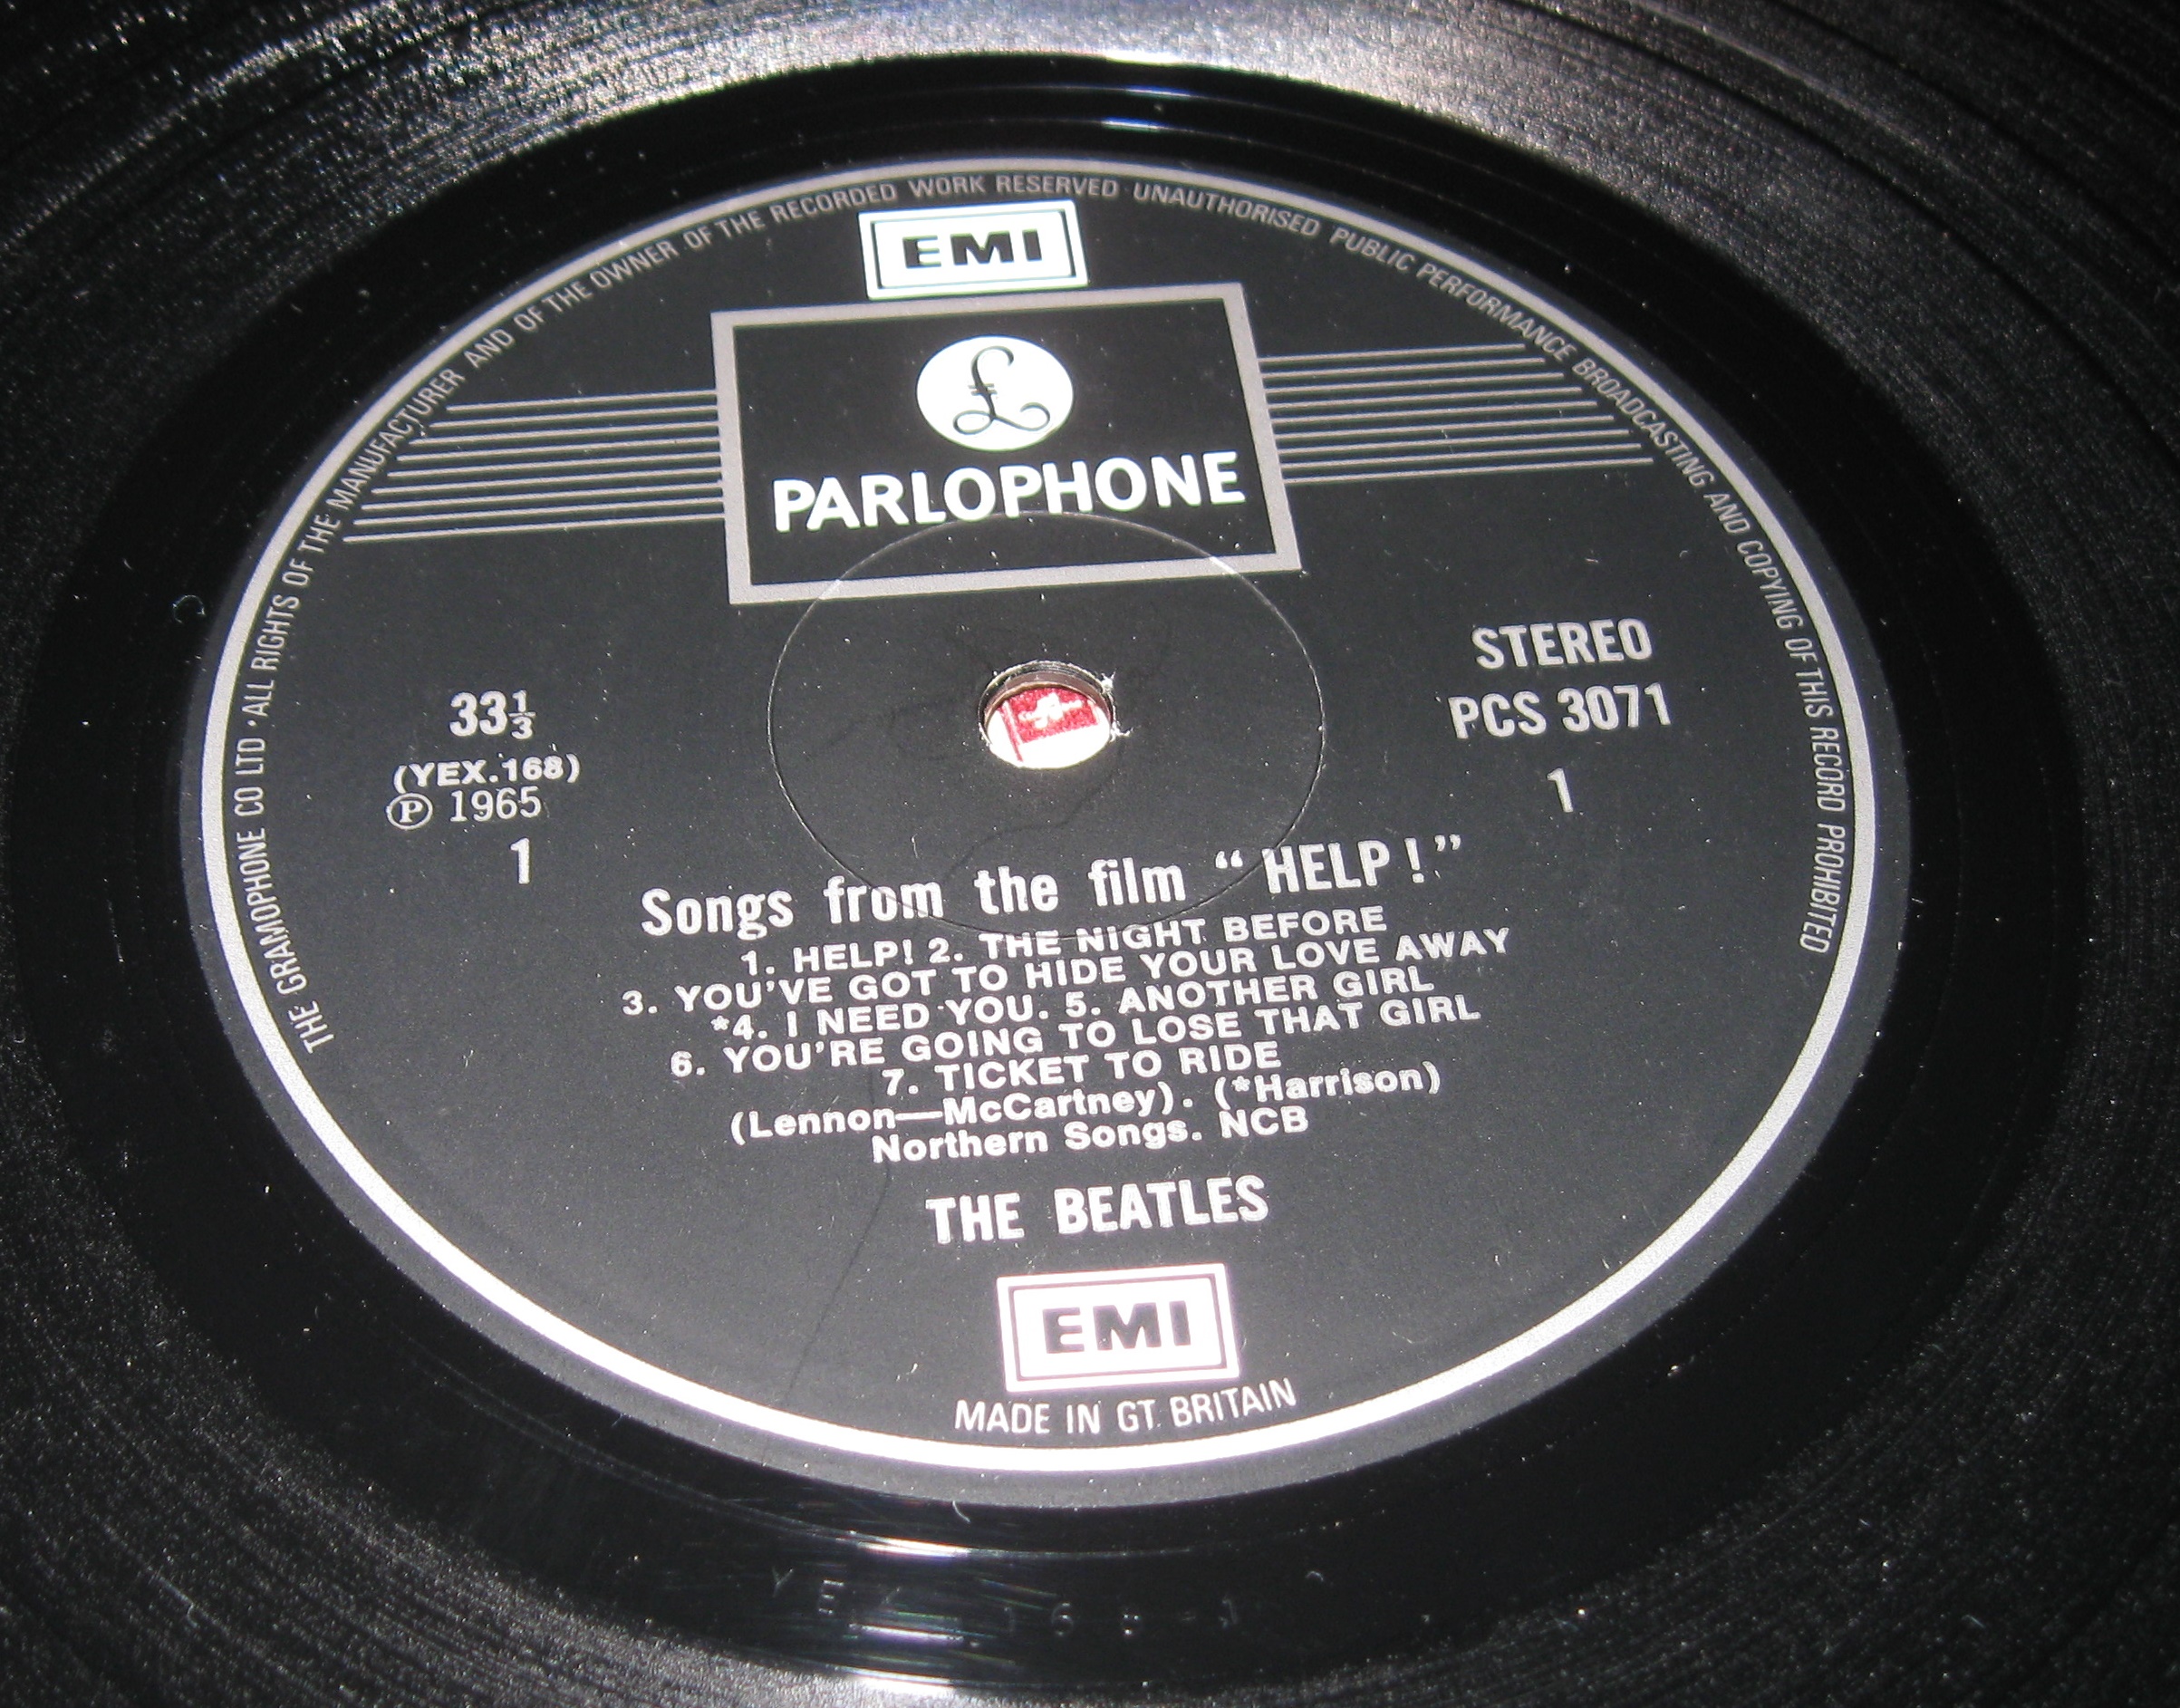 THE GRAMOPHONE CO LTD · ALL RIGHTS OF THE MANUFACTURER AND OF THE OWNER OF THE RECORDED WORK RESERVED · UNAUTHORISED PUBLIC PERFORMANCE BROADCASTING AND COPYING OF THIS RECORD PROHIBITED
EMI
£
PARLOPHONE
STEREO
PCS 3071
1
33⅓
(YEX.168)
Ⓟ 1965
1
Songs from the film “HELP!”
1. HELP! 2. THE NIGHT BEFORE
3. YOU'VE GOT TO HIDE YOUR LOVE AWAY
*4. I NEED YOU. 5. ANOTHER GIRL
6. YOU'RE GOING TO LOSE THAT GIRL
7. TICKET TO RIDE
(Lennon—McCartney). (*Harrison)
Northern Songs. NCB
THE BEATLES
EMI
MADE IN GT. BRITAIN